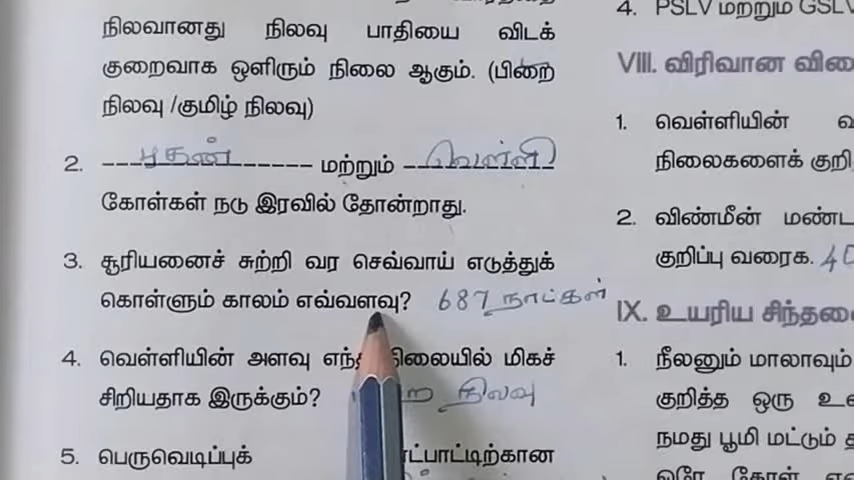 நிலவானது நிலவு பாதியை விடக்
குறைவாக ஒளிரும் நிலை ஆகும். (பிறை
நிலவு /குமிழ் நிலவு)
2. புதன் மற்றும் வெள்ளி
கோள்கள் நடு இரவில் தோன்றாது.
3. சூரியனைச் சுற்றி வர செவ்வாய் எடுத்துக்
கொள்ளும் காலம் எவ்வளவு? 687 நாட்கள்
4. வெள்ளியின் அளவு நிலையில் மிகச்
சிறியதாக இருக்கும்? நிலவு
5. பெருவெடிப்புக்
4. PSLV மற்றும் GSLV
VIII. விரிவான
1. வெள்ளியின்
நிலைகளைக்
2. விண்மீன்
குறிப்பு வரைக.
IX. உயரிய
1. நீலனும் மாலாவும்
குறித்த ஒரு
நமது பூமி மட்டும்
ஒரே கோள்